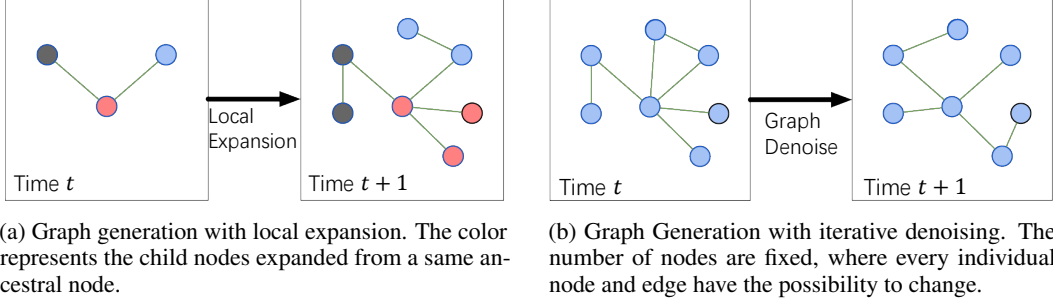 Time t
Local
Expansion
Time t + 1
Time t
Graph
Denoise
Time t + 1
(a) Graph generation with local expansion. The color
represents the child nodes expanded from a same an-
cestral node.
(b) Graph Generation with iterative denoising. The
number of nodes are fixed, where every individual
node and edge have the possibility to change.